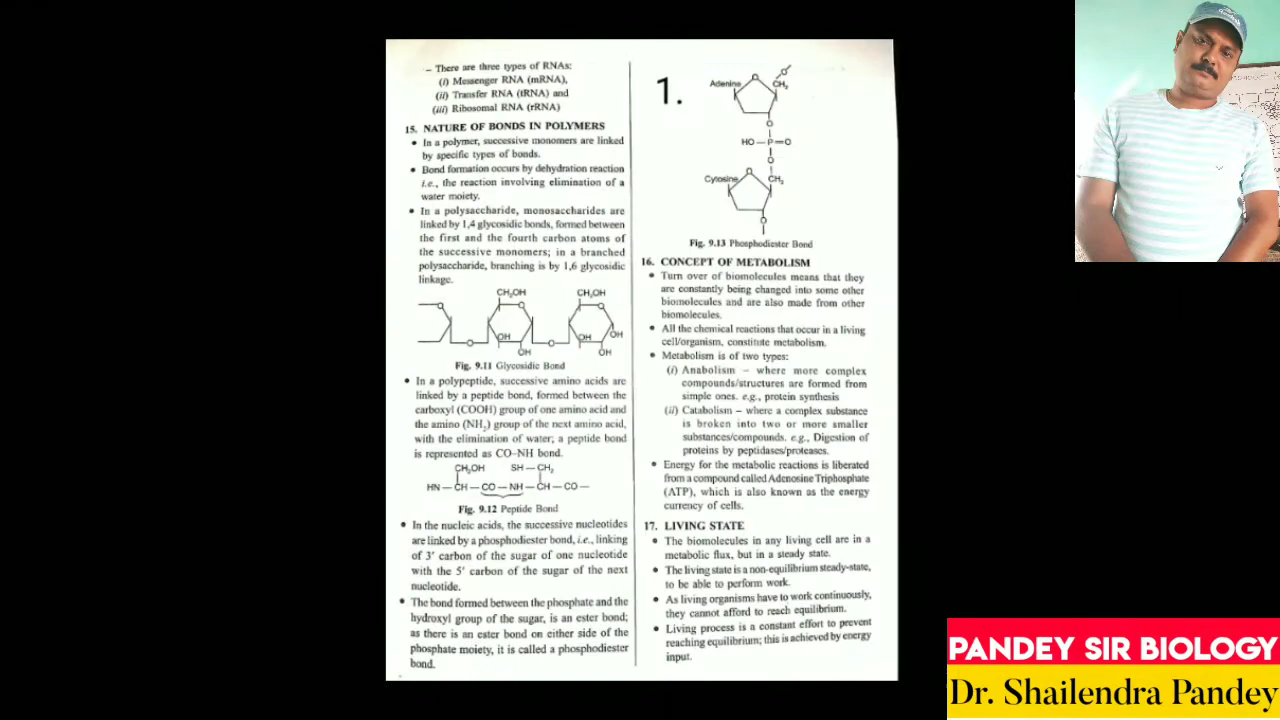 – There are three types of RNAs:
(i) Messenger RNA (mRNA),
(ii) Transfer RNA (tRNA) and
(iii) Ribosomal RNA (rRNA)
15. NATURE OF BONDS IN POLYMERS
• In a polymer, successive monomers are linked
by specific types of bonds.
• Bond formation occurs by dehydration reaction
i.e., the reaction involving elimination of a
water moiety.
• In a polysaccharide, monosaccharides are
linked by 1,4 glycosidic bonds, formed between
the first and the fourth carbon atoms of
the successive monomers; in a branched
polysaccharide, branching is by 1,6 glycosidic
linkage.
CH₂OH CH₂OH
O O O
OH O OH O OH
OH OH
Fig. 9.11 Glycosidic Bond
• In a polypeptide, successive amino acids are
linked by a peptide bond, formed between the
carboxyl (COOH) group of one amino acid and
the amino (NH₂) group of the next amino acid,
with the elimination of water; a peptide bond
is represented as CO–NH bond.
CH₂OH SH — CH₂
HN — CH — CO — NH — CH — CO —
Fig. 9.12 Peptide Bond
• In the nucleic acids, the successive nucleotides
are linked by a phosphodiester bond, i.e., linking
of 3' carbon of the sugar of one nucleotide
with the 5' carbon of the sugar of the next
nucleotide.
• The bond formed between the phosphate and the
hydroxyl group of the sugar, is an ester bond;
as there is an ester bond on either side of the
phosphate moiety, it is called a phosphodiester
bond.
1.
O
Adenine O CH₂
O
HO — P = O
O
Cytosine O CH₂
O
Fig. 9.13 Phosphodiester Bond
16. CONCEPT OF METABOLISM
• Turn over of biomolecules means that they
are constantly being changed into some other
biomolecules and are also made from other
biomolecules.
• All the chemical reactions that occur in a living
cell/organism, constitute metabolism.
• Metabolism is of two types:
(i) Anabolism – where more complex
compounds/structures are formed from
simple ones. e.g., protein synthesis
(ii) Catabolism – where a complex substance
is broken into two or more smaller
substances/compounds. e.g., Digestion of
proteins by peptidases/proteases.
• Energy for the metabolic reactions is liberated
from a compound called Adenosine Triphosphate
(ATP), which is also known as the energy
currency of cells.
17. LIVING STATE
• The biomolecules in any living cell are in a
metabolic flux, but in a steady state.
• The living state is a non-equilibrium steady-state,
to be able to perform work.
• As living organisms have to work continuously,
they cannot afford to reach equilibrium.
• Living process is a constant effort to prevent
reaching equilibrium; this is achieved by energy
input.
PANDEY SIR BIOLOGY
Dr. Shailendra Pandey